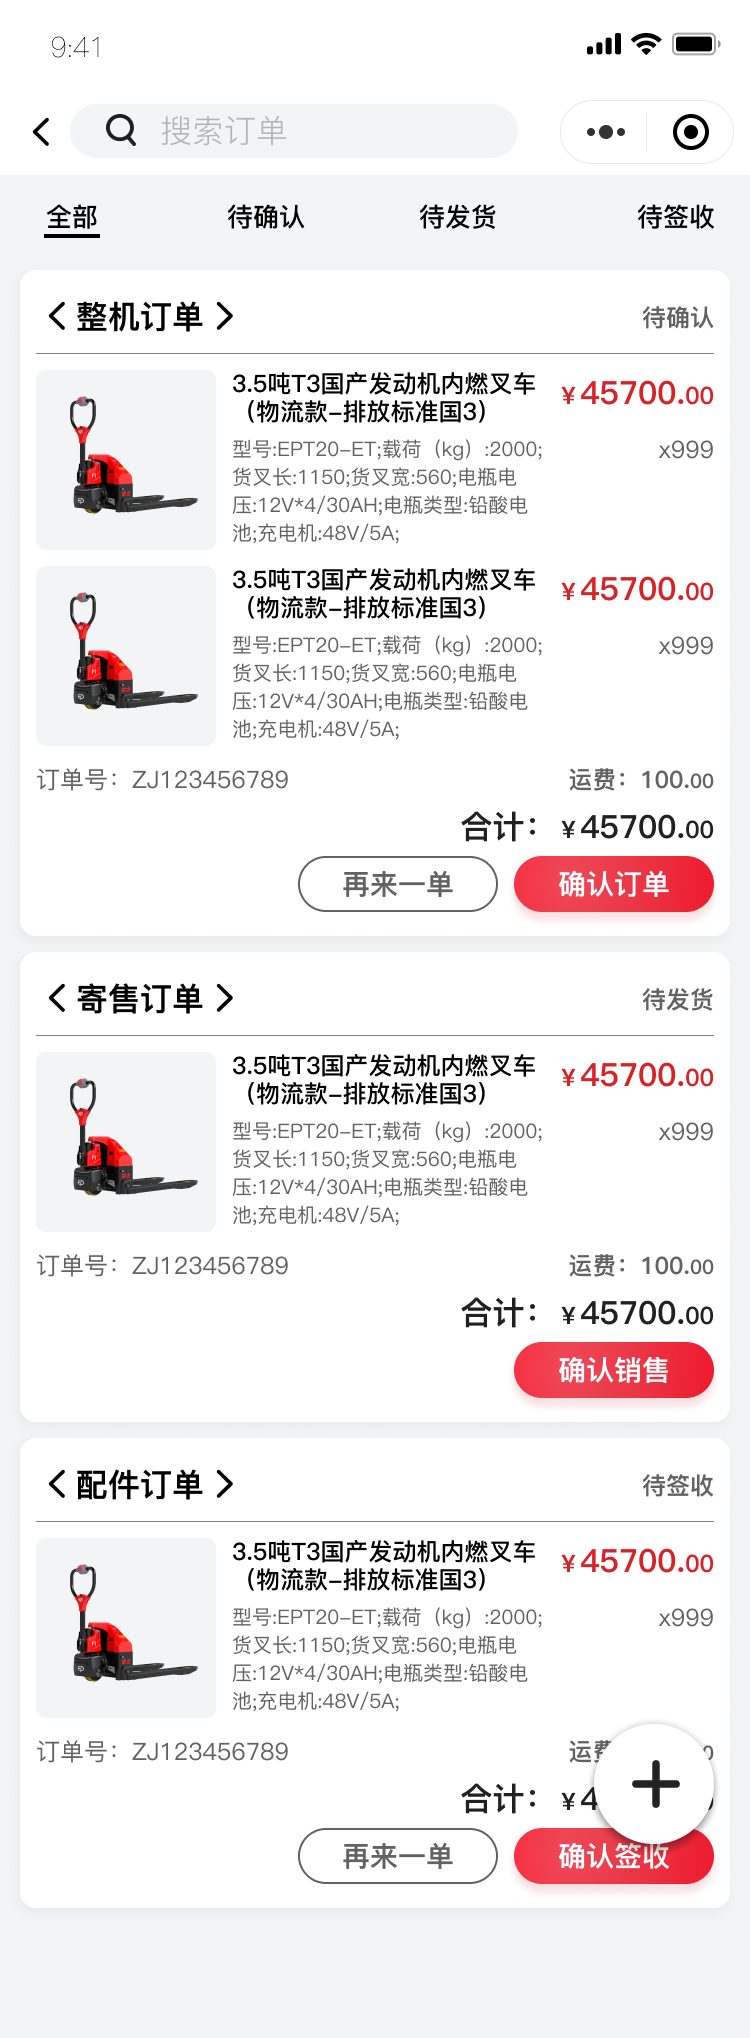 9:41
搜索订单
全部 待确认 待发货 待签收
整机订单 待确认
3.5吨T3国产发动机内燃叉车 ¥45700.00
（物流款-排放标准国3）
型号:EPT20-ET;载荷（kg）:2000; x999
货叉长:1150;货叉宽:560;电瓶电
压:12V*4/30AH;电瓶类型:铅酸电
池;充电机:48V/5A;
3.5吨T3国产发动机内燃叉车 ¥45700.00
（物流款-排放标准国3）
型号:EPT20-ET;载荷（kg）:2000; x999
货叉长:1150;货叉宽:560;电瓶电
压:12V*4/30AH;电瓶类型:铅酸电
池;充电机:48V/5A;
订单号：ZJ123456789 运费：100.00
合计：¥45700.00
再来一单 确认订单
寄售订单 待发货
3.5吨T3国产发动机内燃叉车 ¥45700.00
（物流款-排放标准国3）
型号:EPT20-ET;载荷（kg）:2000; x999
货叉长:1150;货叉宽:560;电瓶电
压:12V*4/30AH;电瓶类型:铅酸电
池;充电机:48V/5A;
订单号：ZJ123456789 运费：100.00
合计：¥45700.00
确认销售
配件订单 待签收
3.5吨T3国产发动机内燃叉车 ¥45700.00
（物流款-排放标准国3）
型号:EPT20-ET;载荷（kg）:2000; x999
货叉长:1150;货叉宽:560;电瓶电
压:12V*4/30AH;电瓶类型:铅酸电
池;充电机:48V/5A;
订单号：ZJ123456789 运费
合计：¥4
再来一单 确认签收